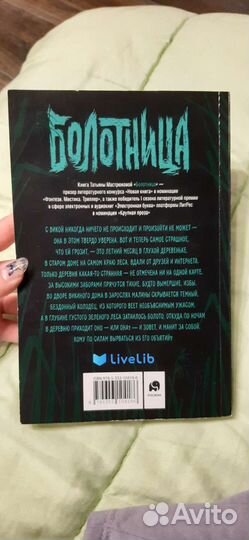 БОЛОТНИЦА
Книга Татьяны Мастрюковой «Болотница» —
призер литературного конкурса «Новая книга» в номинации
«Фэнтези. Мистика. Триллер», а также победитель I сезона литературной премии
в сфере электронных и аудиокниг «Электронная буква» платформы ЛитРес
в номинации «Крупная проза»
С ВИКОЙ НИКОГДА НИЧЕГО НЕ ПРОИСХОДИТ И ПРОИЗОЙТИ НЕ МОЖЕТ —
ОНА В ЭТОМ ТВЕРДО УВЕРЕНА. ВОТ И ТЕПЕРЬ САМОЕ СТРАШНОЕ,
ЧТО ЕЙ ГРОЗИТ, — ЭТО ЛЕТНИЙ МЕСЯЦ В ГЛУХОЙ ДЕРЕВЕНЬКЕ,
В СТАРОМ ДОМЕ НА САМОМ КРАЮ ЛЕСА, ВДАЛИ ОТ ДРУЗЕЙ И ИНТЕРНЕТА.
ТОЛЬКО ДЕРЕВНЯ КАКАЯ-ТО СТРАННАЯ — НЕ ОТМЕЧЕНА НИ НА ОДНОЙ КАРТЕ,
ЗА ВЫСОКИМИ ЗАБОРАМИ ПРЯЧУТСЯ ТАКИЕ, БУДТО ВЫМЕРШИЕ, ИЗБЫ.
ВО ДВОРЕ ВИКИНОГО ДОМА В ЗАРОСЛЯХ МАЛИНЫ СКРЫВАЕТСЯ ТЕМНЫЙ,
БЕЗДОННЫЙ КОЛОДЕЦ, ИЗ КОТОРОГО ВЕЕТ НЕОБЪЯСНИМЫМ УЖАСОМ,
А В ГЛУБИНЕ ГУСТОГО ЗЕЛЕНОГО ЛЕСА ЗАТАИЛОСЬ БОЛОТО, ОТКУДА ПО НОЧАМ
В ДЕРЕВНЮ ПРИХОДИТ ОНО — ИЛИ ОНА? — И ЗОВЕТ, И МАНИТ ЗА СОБОЙ.
КОМУ ПО СИЛАМ ВЫРВАТЬСЯ ИЗ ЕГО ОБЪЯТИЙ?
LiveLib
Avito